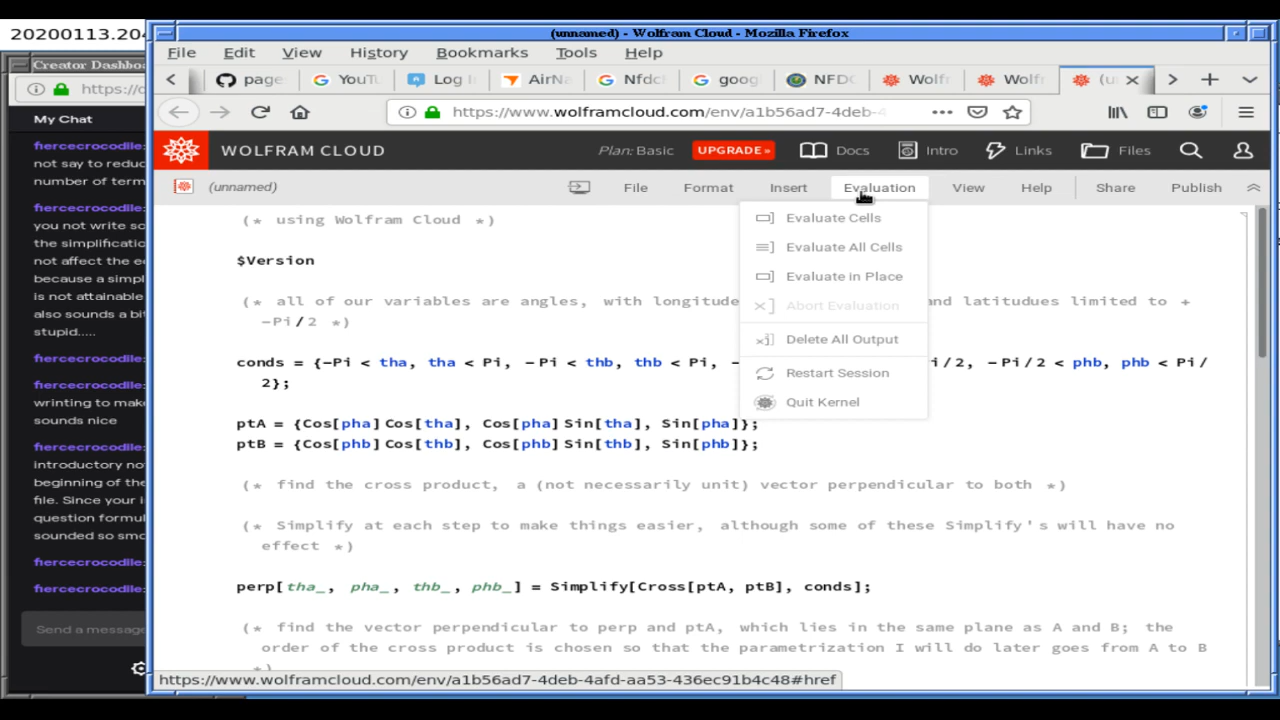 20200113.204
(unnamed) - Wolfram Cloud - Mozilla Firefox
Creator Dashbo
File Edit View History Bookmarks Tools Help
page YouTu Log I AirNa Nfdc goog NFDC Wolfr Wolfr (u
https://d
https://www.wolframcloud.com/env/a1b56ad7-4deb-4
My Chat
WOLFRAM CLOUD Plan: Basic UPGRADE » Docs Intro Links Files
(unnamed) File Format Insert Evaluation View Help Share Publish
Evaluate Cells
Evaluate All Cells
Evaluate in Place
Abort Evaluation
Delete All Output
Restart Session
Quit Kernel
(* using Wolfram Cloud *)
$Version
(* all of our variables are angles, with longitude and latitudues limited to +
-Pi/2 *)
conds = {-Pi < tha, tha < Pi, -Pi < thb, thb < Pi, - i/2, -Pi/2 < phb, phb < Pi/
2};
ptA = {Cos[pha] Cos[tha], Cos[pha] Sin[tha], Sin[pha]};
ptB = {Cos[phb] Cos[thb], Cos[phb] Sin[thb], Sin[phb]};
(* find the cross product, a (not necessarily unit) vector perpendicular to both *)
(* Simplify at each step to make things easier, although some of these Simplify's will have no
effect *)
perp[tha_, pha_, thb_, phb_] = Simplify[Cross[ptA, ptB], conds];
(* find the vector perpendicular to perp and ptA, which lies in the same plane as A and B; the
order of the cross product is chosen so that the parametrization I will do later goes from A to B
*)
fiercecrocodile:
not say to reduc
number of term
fiercecrocodile:
you not write so
the simplificatio
not affect the e
because a simpl
is not attainable
also sounds a bit
stupid.....
fiercecrocodile:
fiercecrocodile:
wrinting to make
sounds nice
fiercecrocodile:
introductory no
beginning of the
file. Since your i
question formul
sounded so smo
fiercecrocodile:
fiercecrocodile:
Send a message
https://www.wolframcloud.com/env/a1b56ad7-4deb-4afd-aa53-436ec91b4c48#href